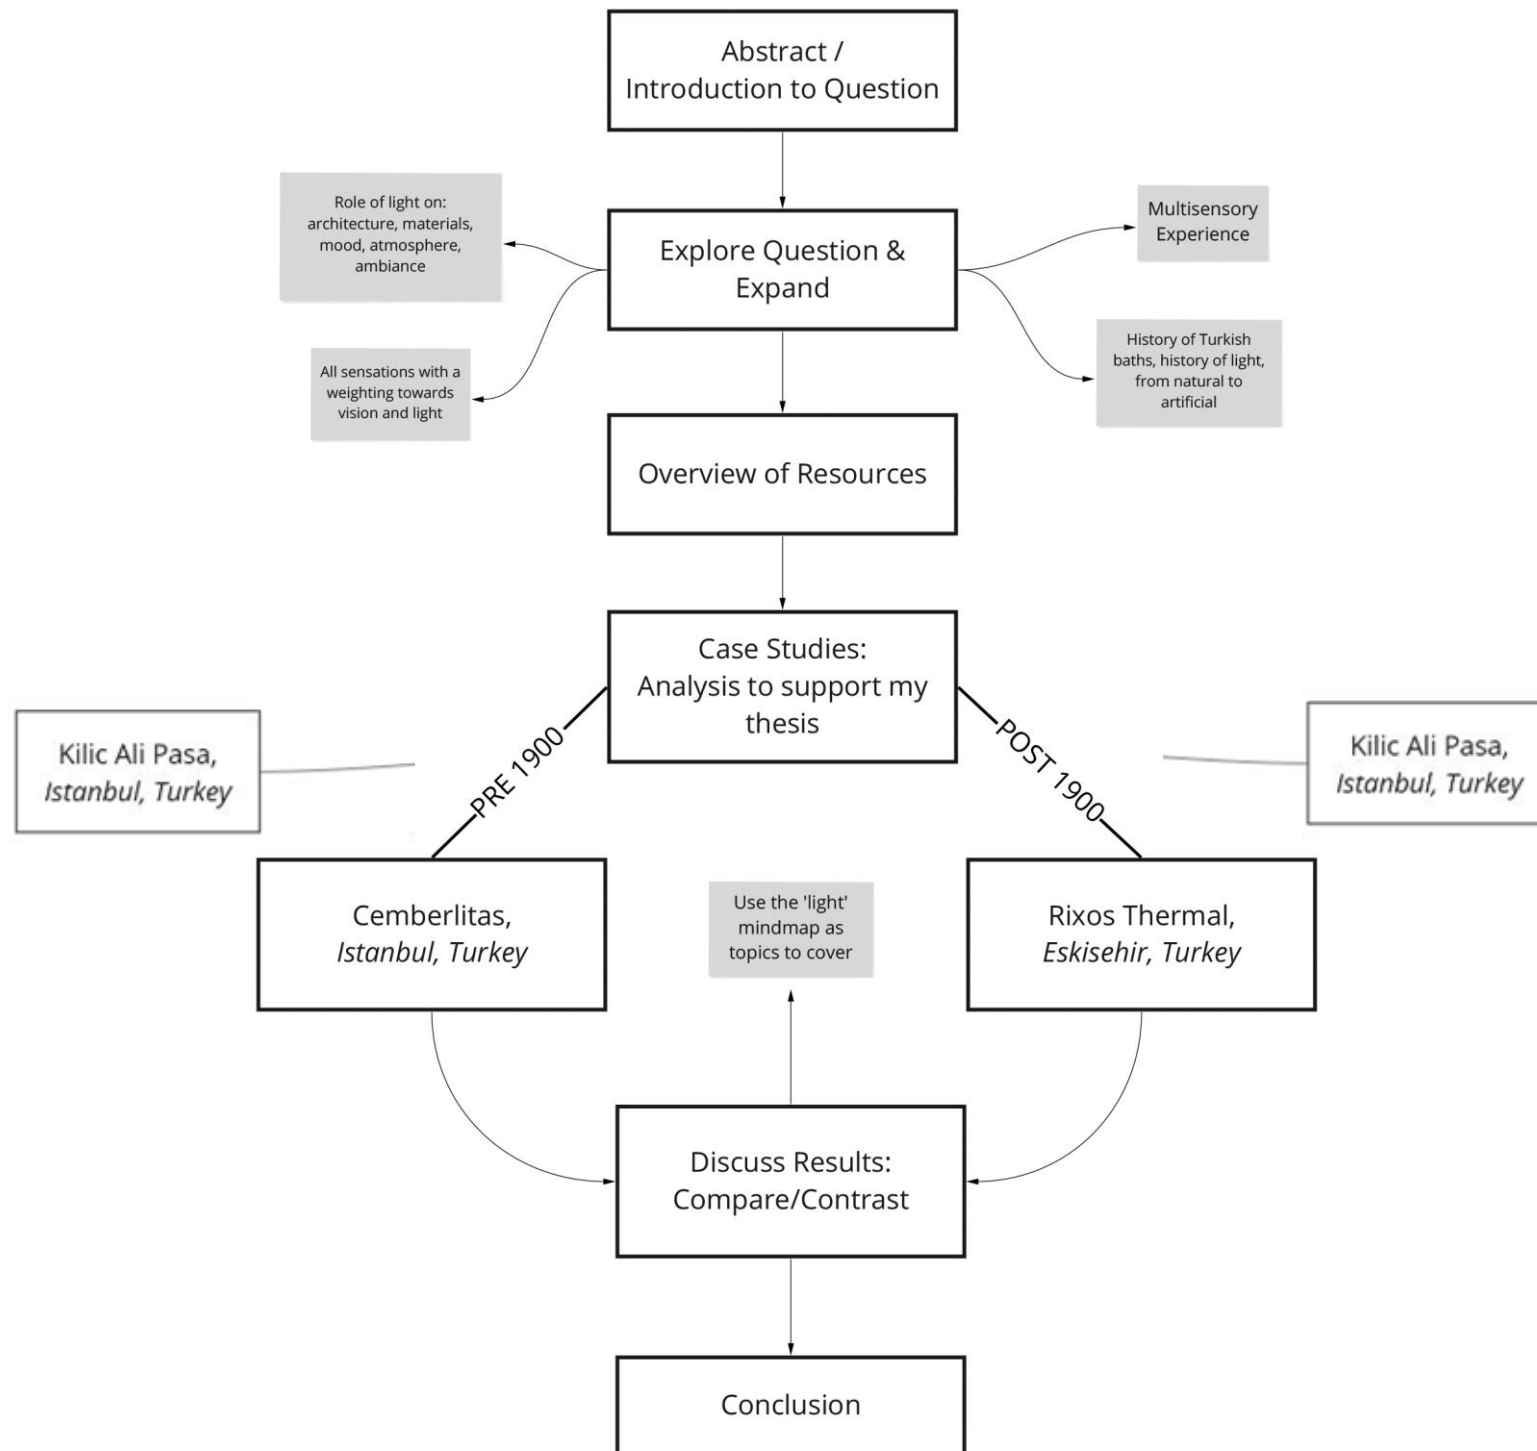 Abstract /
Introduction to Question
Role of light on:
architecture, materials,
mood, atmosphere,
ambiance
Explore Question &
Expand
Multisensory
Experience
All sensations with a
weighting towards
vision and light
History of Turkish
baths, history of light,
from natural to
artificial
Overview of Resources
Case Studies:
Analysis to support my
thesis
Kilic Ali Pasa,
Istanbul, Turkey
PRE 1900
POST 1900
Kilic Ali Pasa,
Istanbul, Turkey
Cemberlitas,
Istanbul, Turkey
Use the 'light'
mindmap as
topics to cover
Rixos Thermal,
Eskisehir, Turkey
Discuss Results:
Compare/Contrast
Conclusion